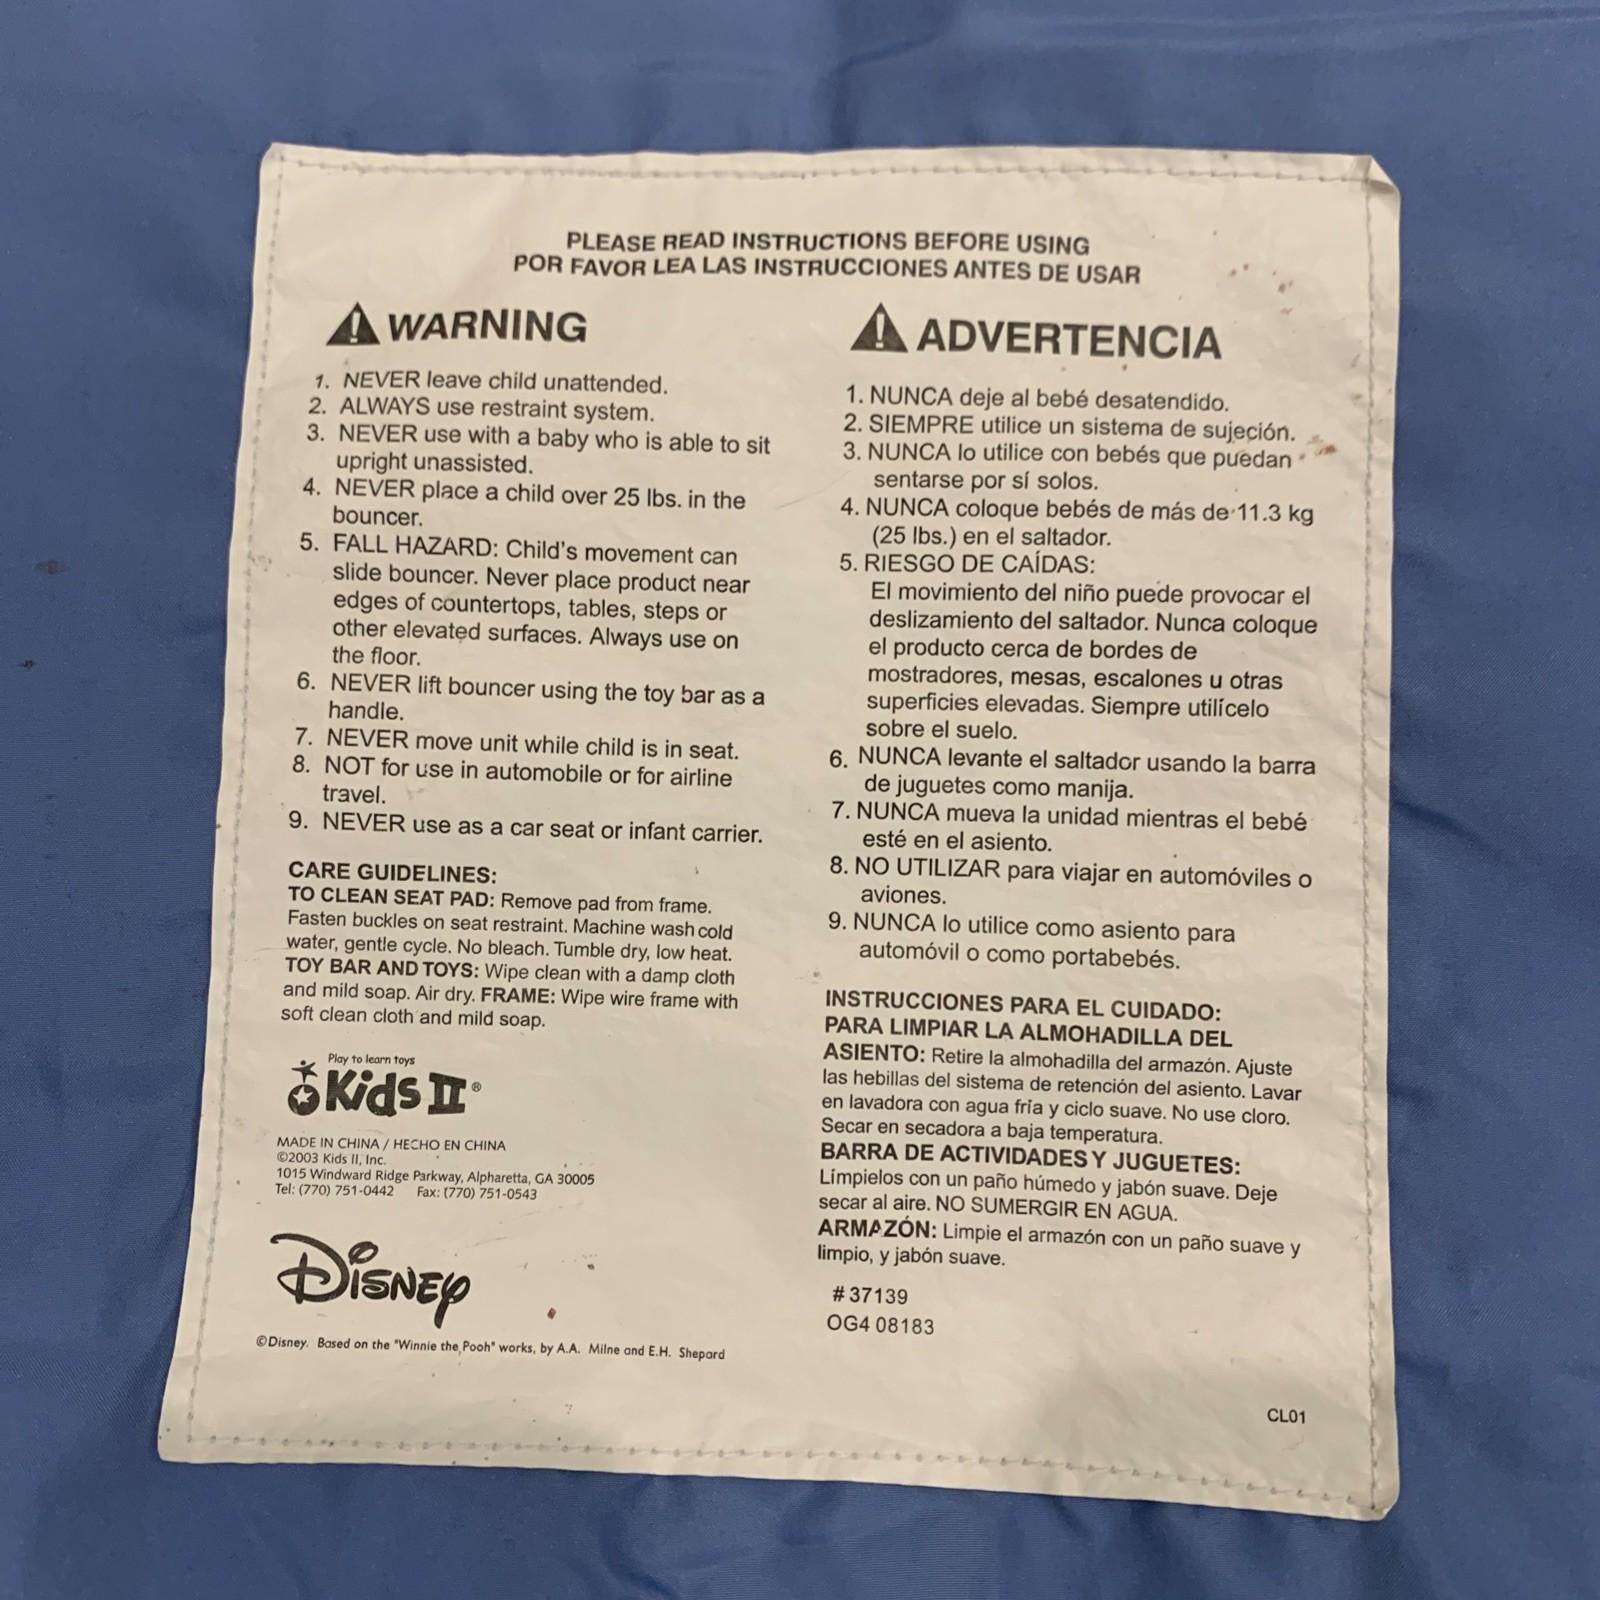 PLEASE READ INSTRUCTIONS BEFORE USING
POR FAVOR LEA LAS INSTRUCCIONES ANTES DE USAR
WARNING
1. NEVER leave child unattended.
2. ALWAYS use restraint system.
3. NEVER use with a baby who is able to sit
upright unassisted.
4. NEVER place a child over 25 lbs. in the
bouncer.
5. FALL HAZARD: Child's movement can
slide bouncer. Never place product near
edges of countertops, tables, steps or
other elevated surfaces. Always use on
the floor.
6. NEVER lift bouncer using the toy bar as a
handle.
7. NEVER move unit while child is in seat.
8. NOT for use in automobile or for airline
travel.
9. NEVER use as a car seat or infant carrier.
CARE GUIDELINES:
TO CLEAN SEAT PAD: Remove pad from frame.
Fasten buckles on seat restraint. Machine wash cold
water, gentle cycle. No bleach. Tumble dry, low heat.
TOY BAR AND TOYS: Wipe clean with a damp cloth
and mild soap. Air dry. FRAME: Wipe wire frame with
soft clean cloth and mild soap.
Play to learn toys
Kids II®
MADE IN CHINA / HECHO EN CHINA
©2003 Kids II, Inc.
1015 Windward Ridge Parkway, Alpharetta, GA 30005
Tel: (770) 751-0442 Fax: (770) 751-0543
Disney
©Disney. Based on the "Winnie the Pooh" works, by A.A. Milne and E.H. Shepard
ADVERTENCIA
1. NUNCA deje al bebé desatendido.
2. SIEMPRE utilice un sistema de sujeción.
3. NUNCA lo utilice con bebés que puedan
sentarse por sí solos.
4. NUNCA coloque bebés de más de 11.3 kg
(25 lbs.) en el saltador.
5. RIESGO DE CAÍDAS:
El movimiento del niño puede provocar el
deslizamiento del saltador. Nunca coloque
el producto cerca de bordes de
mostradores, mesas, escalones u otras
superficies elevadas. Siempre utilícelo
sobre el suelo.
6. NUNCA levante el saltador usando la barra
de juguetes como manija.
7. NUNCA mueva la unidad mientras el bebé
esté en el asiento.
8. NO UTILIZAR para viajar en automóviles o
aviones.
9. NUNCA lo utilice como asiento para
automóvil o como portabebés.
INSTRUCCIONES PARA EL CUIDADO:
PARA LIMPIAR LA ALMOHADILLA DEL
ASIENTO: Retire la almohadilla del armazón. Ajuste
las hebillas del sistema de retención del asiento. Lavar
en lavadora con agua fría y ciclo suave. No use cloro.
Secar en secadora a baja temperatura.
BARRA DE ACTIVIDADES Y JUGUETES:
Límpielos con un paño húmedo y jabón suave. Deje
secar al aire. NO SUMERGIR EN AGUA.
ARMAZÓN: Limpie el armazón con un paño suave y
limpio, y jabón suave.
# 37139
OG4 08183
CL01